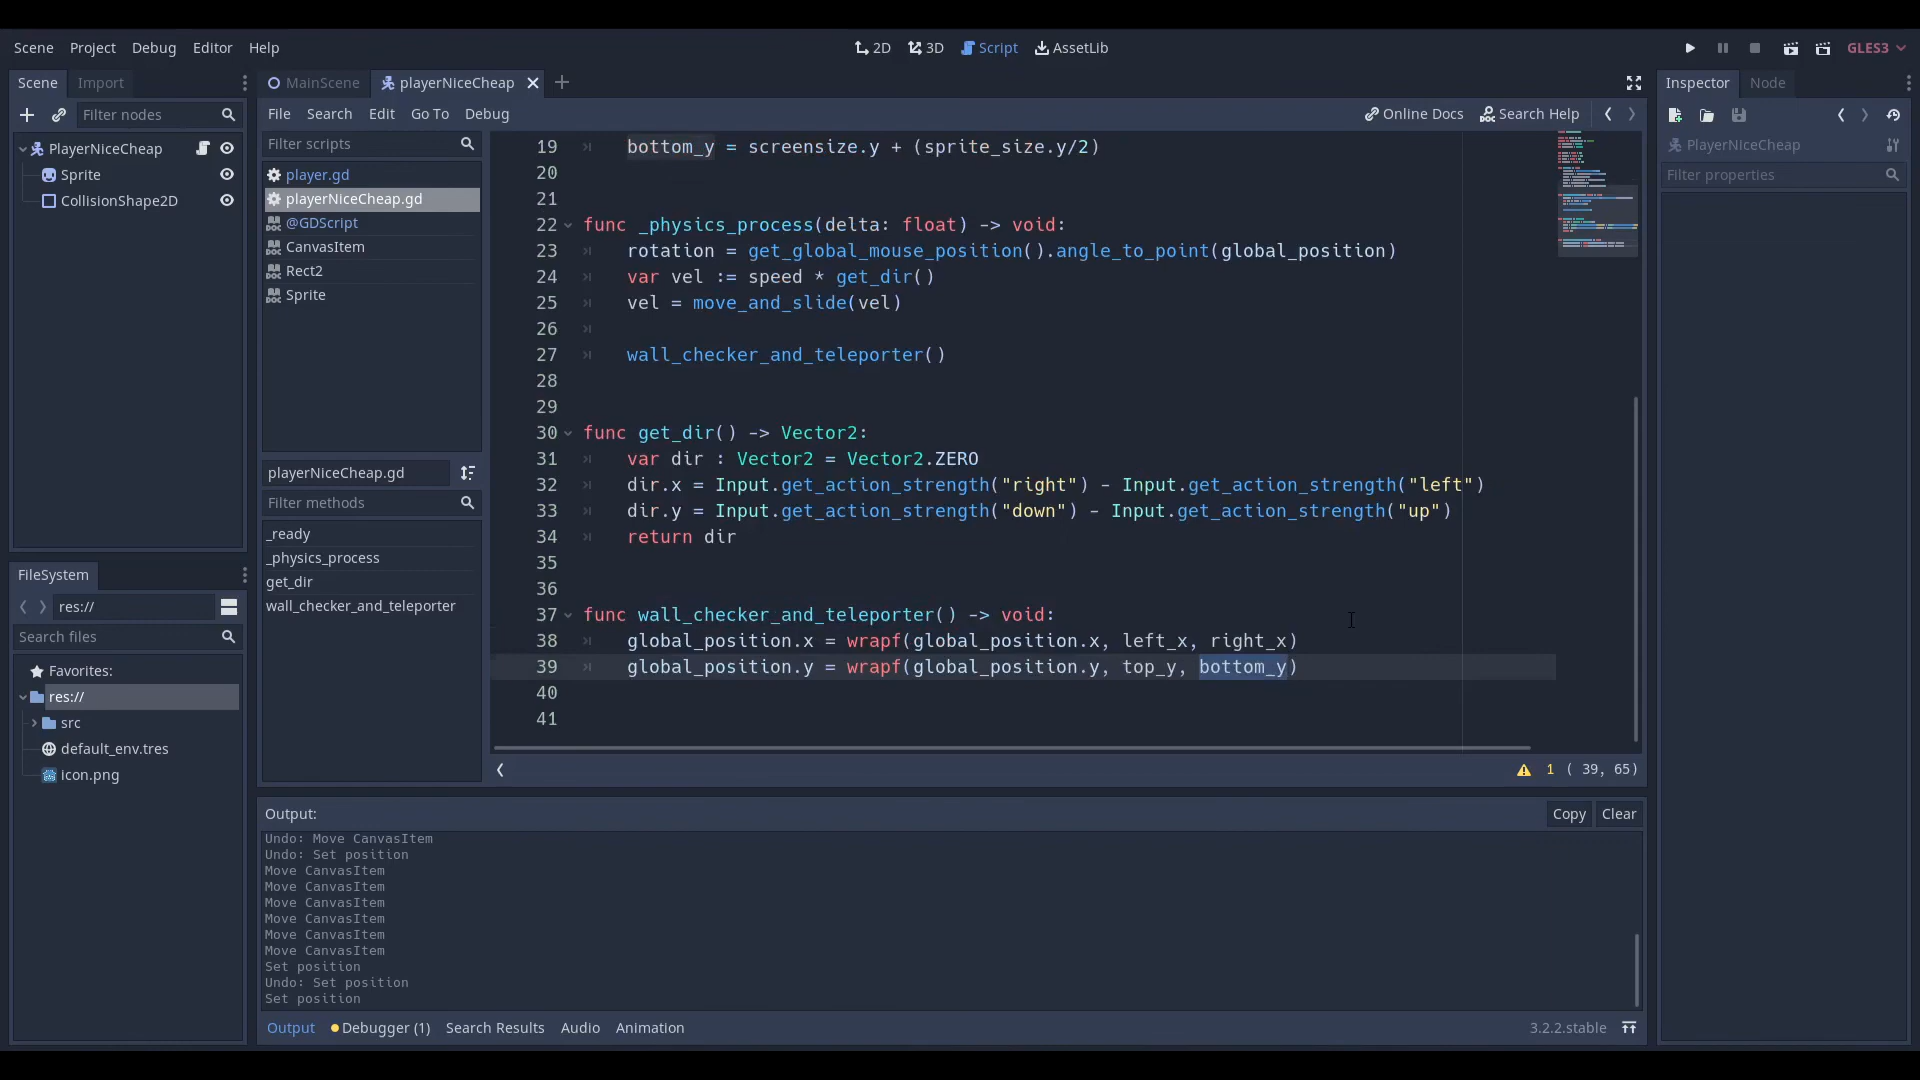 Scene Project Debug Editor Help
2D 3D Script AssetLib
GLES3
Scene Import
MainScene playerNiceCheap
Inspector Node
Filter nodes
File Search Edit Go To Debug
Online Docs Search Help
PlayerNiceCheap
Sprite
CollisionShape2D
Filter scripts
player.gd
playerNiceCheap.gd
@GDScript
CanvasItem
Rect2
Sprite
playerNiceCheap.gd
Filter methods
_ready
_physics_process
get_dir
wall_checker_and_teleporter
19 bottom_y = screensize.y + (sprite_size.y/2)
20
21
22 func _physics_process(delta: float) -> void:
23 rotation = get_global_mouse_position().angle_to_point(global_position)
24 var vel := speed * get_dir()
25 vel = move_and_slide(vel)
26
27 wall_checker_and_teleporter()
28
29
30 func get_dir() -> Vector2:
31 var dir : Vector2 = Vector2.ZERO
32 dir.x = Input.get_action_strength("right") - Input.get_action_strength("left")
33 dir.y = Input.get_action_strength("down") - Input.get_action_strength("up")
34 return dir
35
36
37 func wall_checker_and_teleporter() -> void:
38 global_position.x = wrapf(global_position.x, left_x, right_x)
39 global_position.y = wrapf(global_position.y, top_y, bottom_y)
40
41
1 ( 39, 65)
PlayerNiceCheap
Filter properties
FileSystem
res://
Search files
Favorites:
res://
src
default_env.tres
icon.png
Output:
Copy Clear
Undo: Move CanvasItem
Undo: Set position
Move CanvasItem
Move CanvasItem
Move CanvasItem
Move CanvasItem
Move CanvasItem
Move CanvasItem
Set position
Undo: Set position
Set position
Output Debugger (1) Search Results Audio Animation
3.2.2.stable